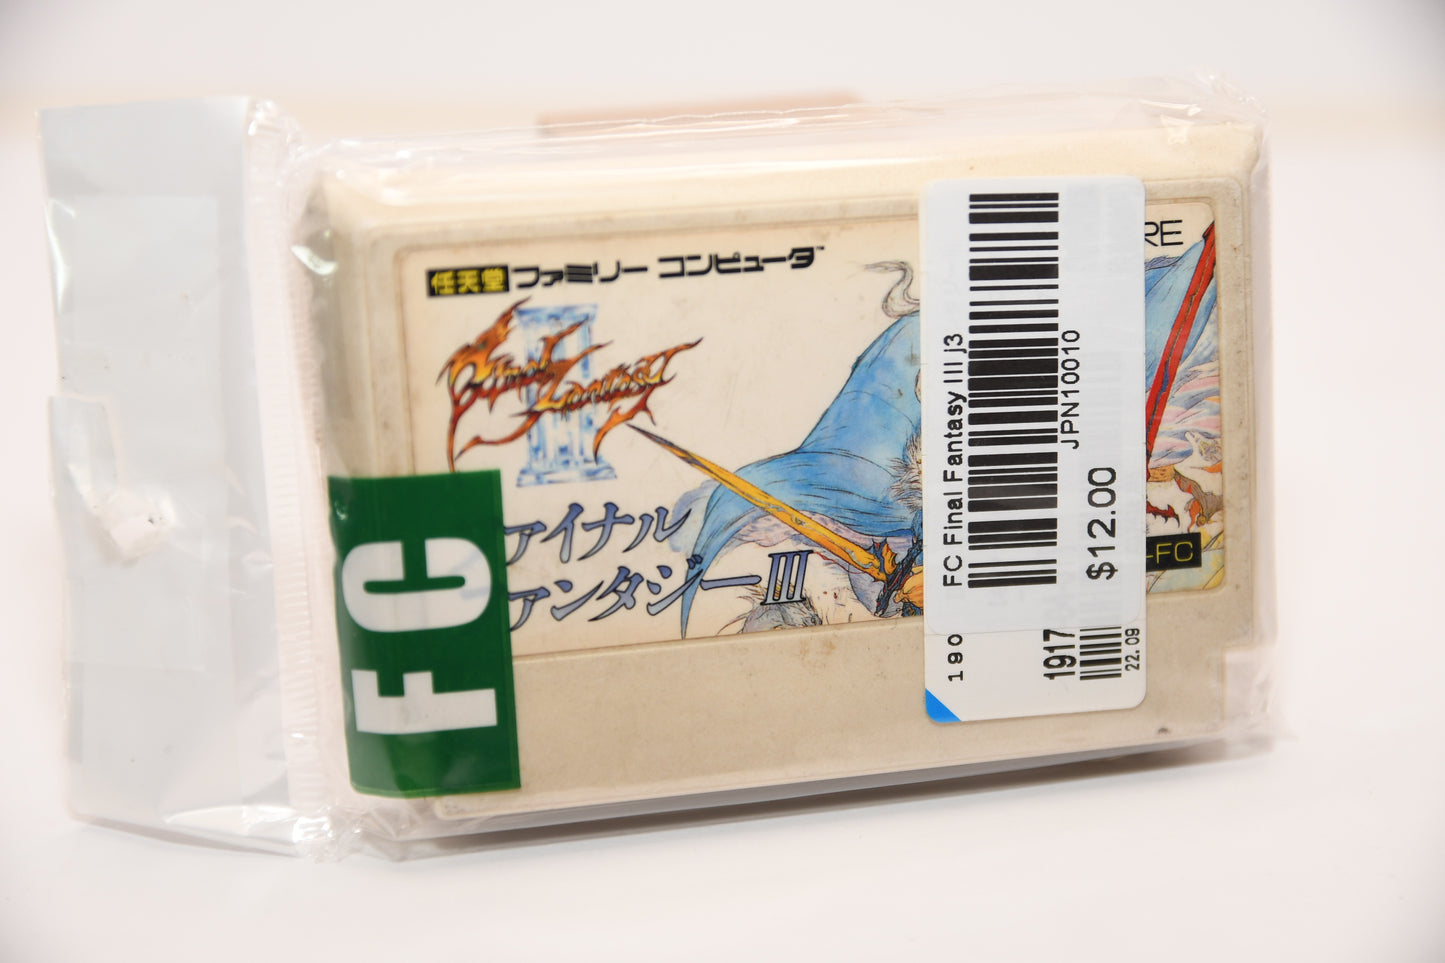 任天堂 ファミリー コンピュータ™
RE
III
Final Fantasy
ァイナル
ァンタジーIII
-FC
FC
FC Final Fantasy III j3
JPN10010
$12.00
190
1917
22.09